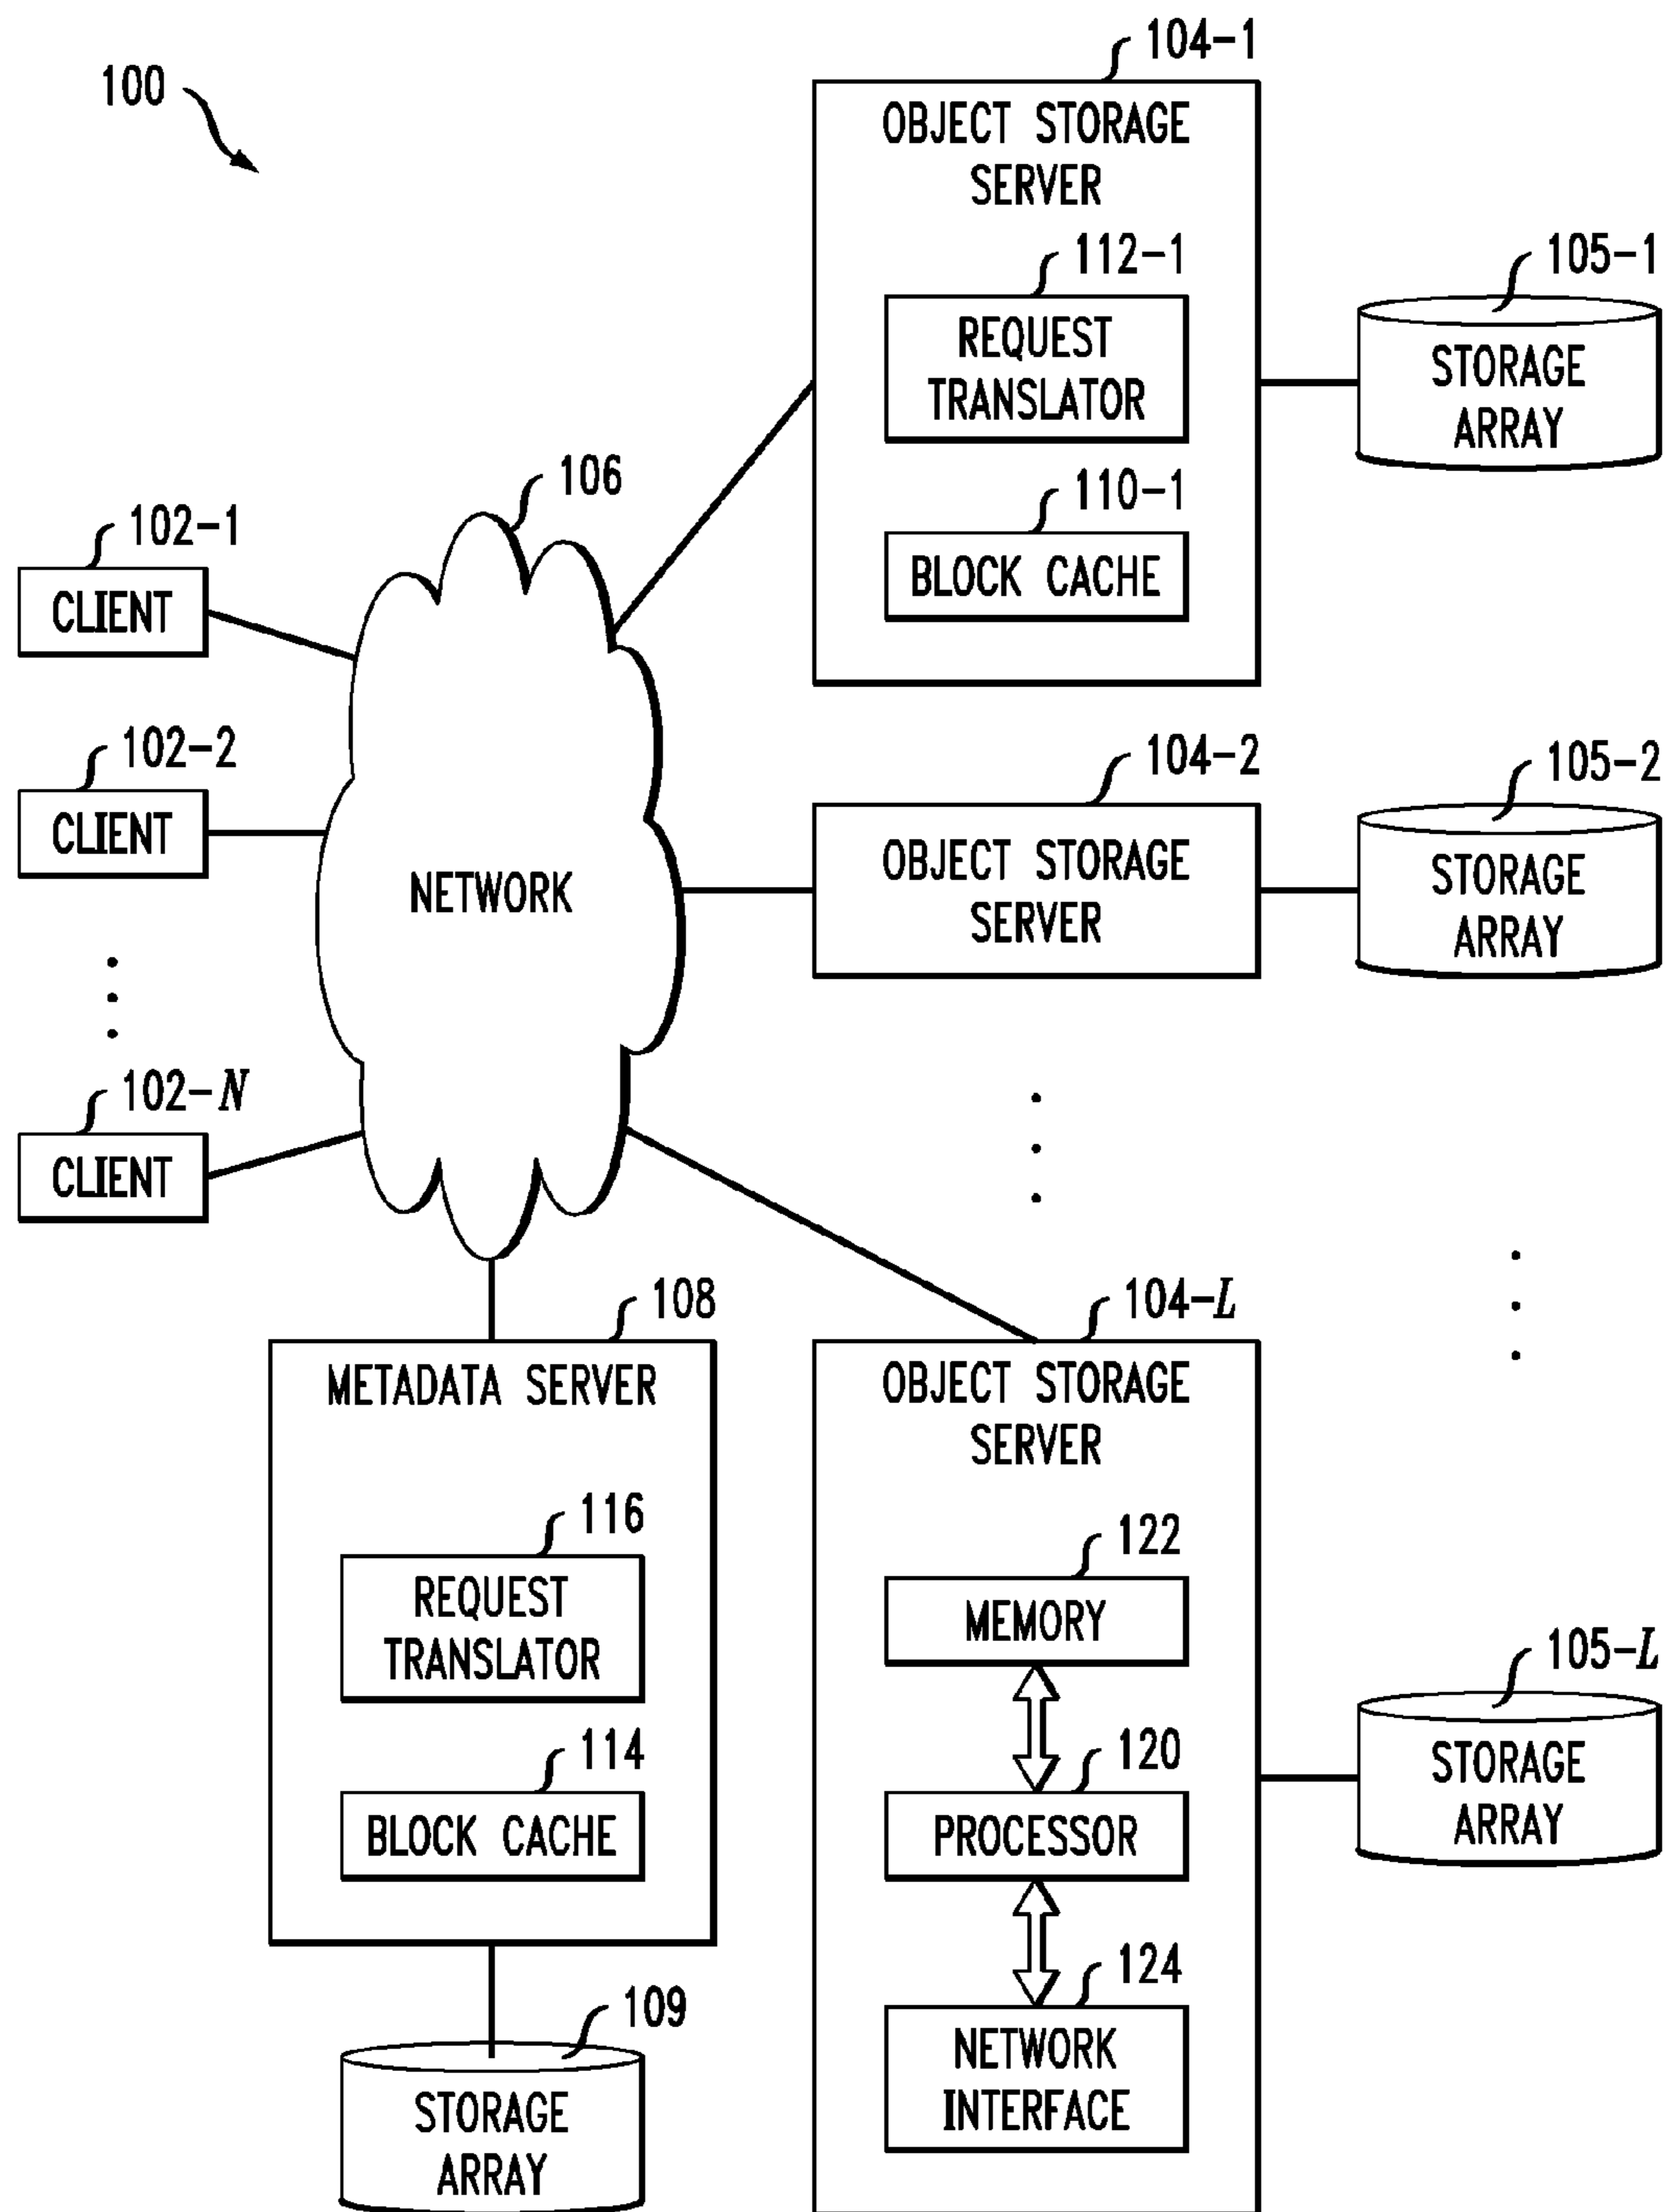 100
104-1
OBJECT STORAGE
SERVER
112-1
REQUEST
TRANSLATOR
110-1
BLOCK CACHE
105-1
STORAGE
ARRAY
106
NETWORK
102-1
CLIENT
102-2
CLIENT
102-N
CLIENT
104-2
OBJECT STORAGE
SERVER
105-2
STORAGE
ARRAY
108
METADATA SERVER
116
REQUEST
TRANSLATOR
114
BLOCK CACHE
109
STORAGE
ARRAY
104-L
OBJECT STORAGE
SERVER
122
MEMORY
120
PROCESSOR
124
NETWORK
INTERFACE
105-L
STORAGE
ARRAY